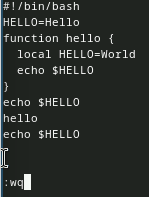 #!/bin/bash
HELLO=Hello
function hello {
  local HELLO=World
  echo $HELLO
}
echo $HELLO
hello
echo $HELLO
:wq